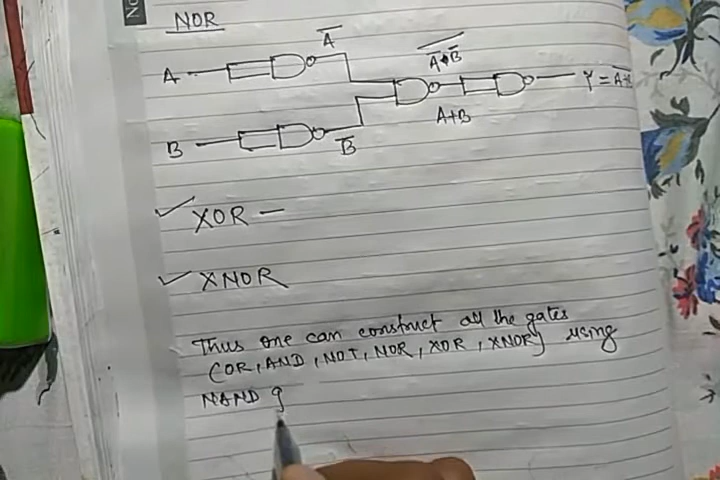 NOR
A̅
A
A̅·B̅
Y = A+B
A+B
B
B̅
✓ XOR –
✓ XNOR
Thus one can construct all the gates
(OR, AND, NOT, NOR, XOR, XNOR) using
NAND g